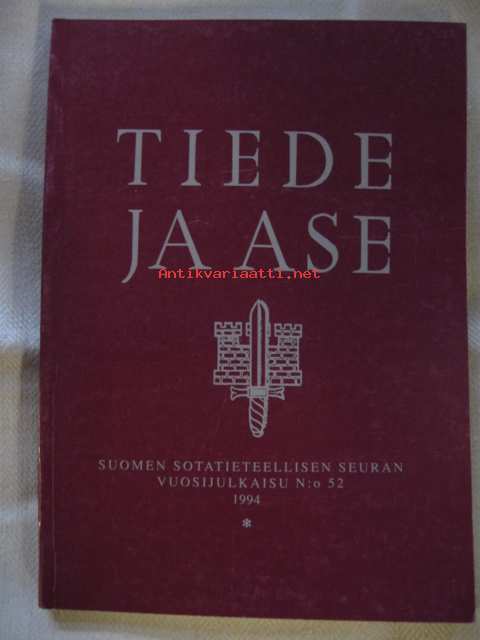 TIEDE
JA ASE
Antikvariaatti.net
SUOMEN SOTATIETEELLISEN SEURAN
VUOSIJULKAISU N:o 52
1994
*